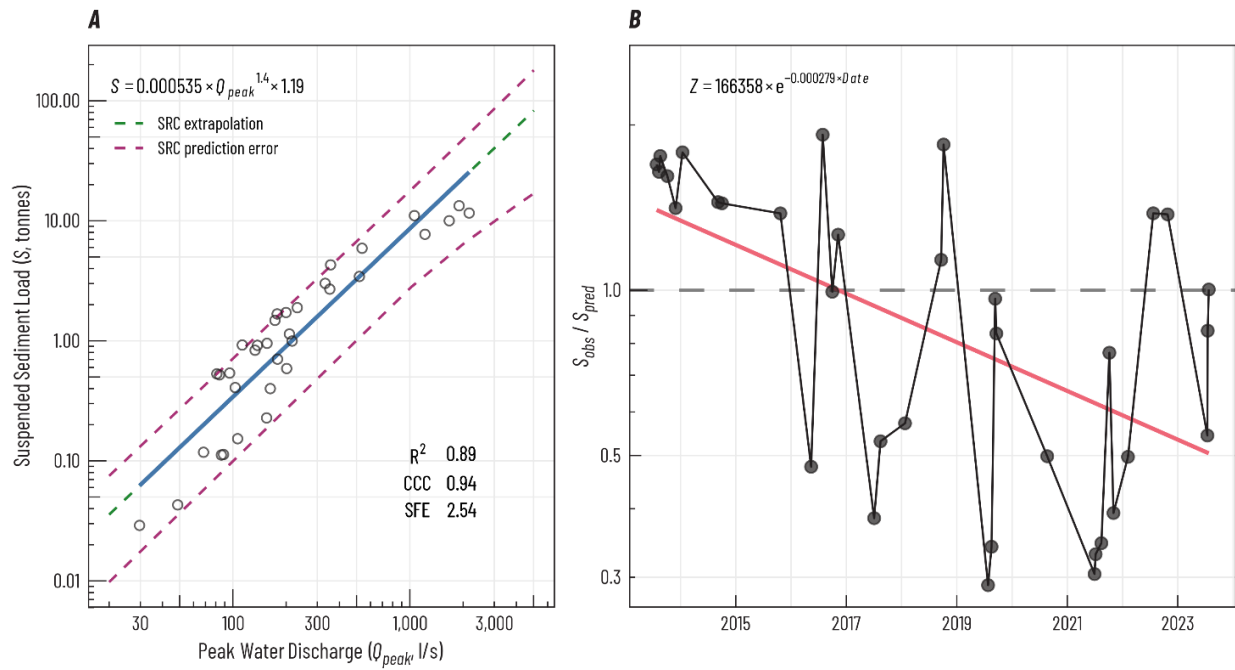 A
S = 0.000535 × Q_peak^1.4 × 1.19
SRC extrapolation
SRC prediction error
Suspended Sediment Load (S, tonnes)
100.00
10.00
1.00
0.10
0.01
R² 0.89
CCC 0.94
SFE 2.54
30 100 300 1,000 3,000
Peak Water Discharge (Q_peak, l/s)
B
Z = 166358 × e^−0.000279×Date
S_obs / S_pred
1.0
0.5
0.3
2015 2017 2019 2021 2023